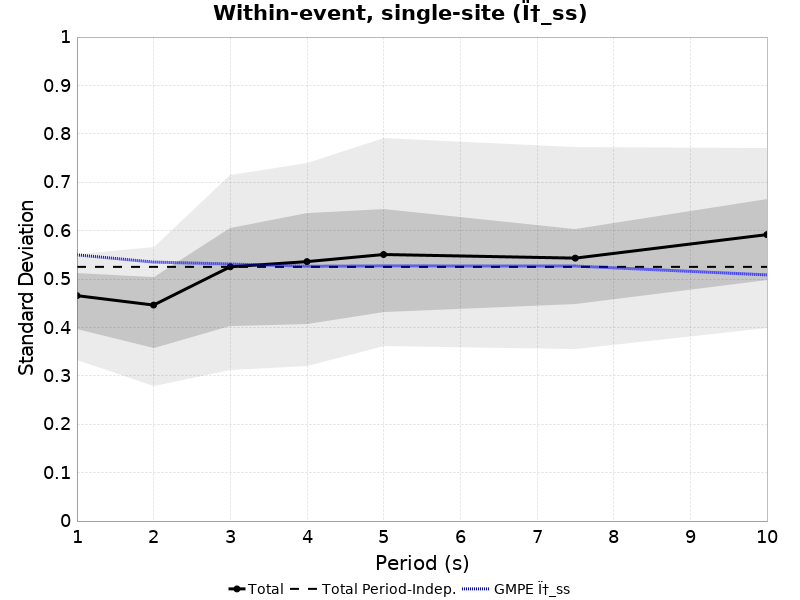 Within-event, single-site (Ï†_ss)
Standard Deviation
1
0.9
0.8
0.7
0.6
0.5
0.4
0.3
0.2
0.1
0
1 2 3 4 5 6 7 8 9 10
Period (s)
Total Total Period-Indep. GMPE Ï†_ss